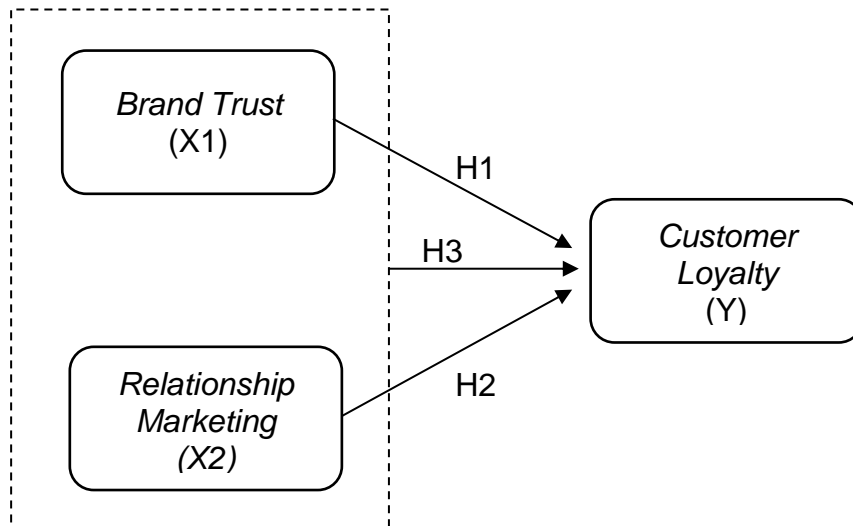 Brand Trust
(X1)
H1
Customer
Loyalty
(Y)
H3
Relationship
Marketing
(X2)
H2